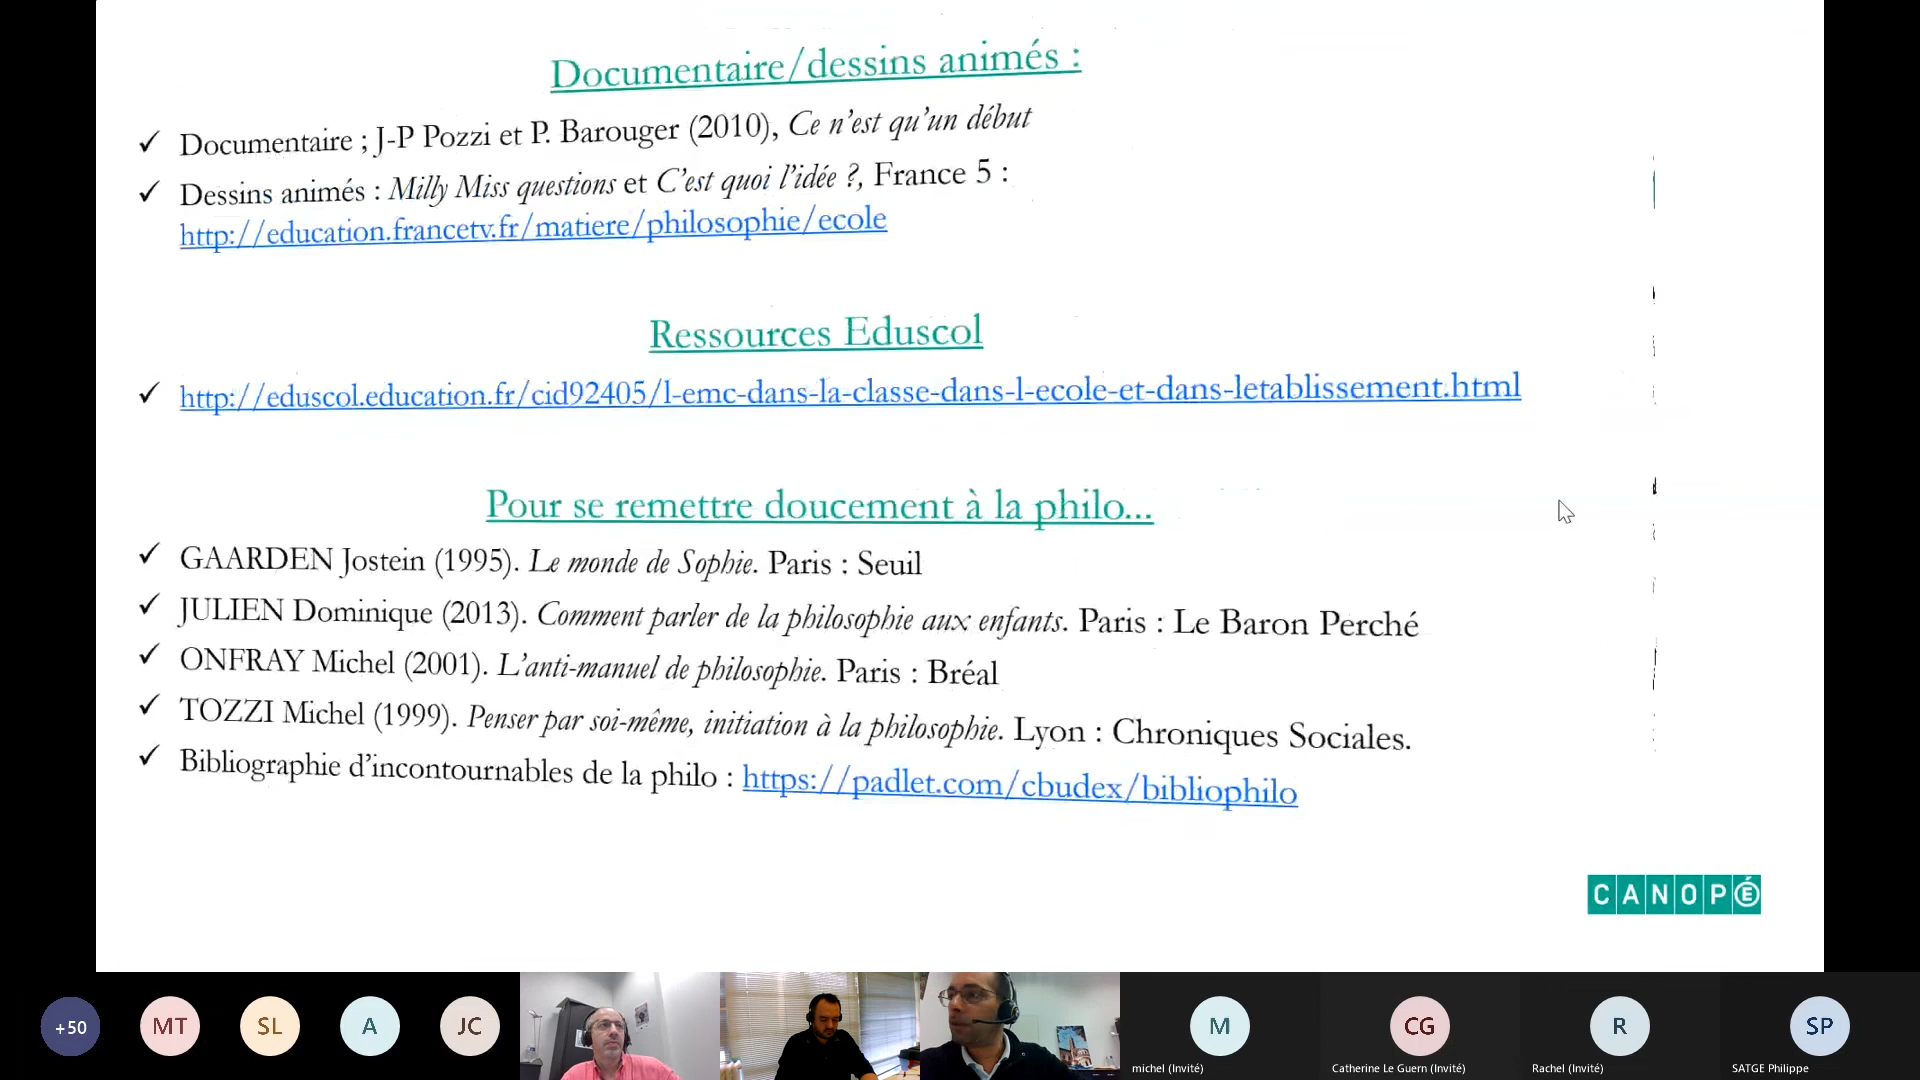 Documentaire/dessins animés :
✓ Documentaire ; J-P Pozzi et P. Barouger (2010), Ce n'est qu'un début
✓ Dessins animés : Milly Miss questions et C'est quoi l'idée ?, France 5 :
http://education.francetv.fr/matiere/philosophie/ecole
Ressources Eduscol
✓ http://eduscol.education.fr/cid92405/l-emc-dans-la-classe-dans-l-ecole-et-dans-letablissement.html
Pour se remettre doucement à la philo...
✓ GAARDEN Jostein (1995). Le monde de Sophie. Paris : Seuil
✓ JULIEN Dominique (2013). Comment parler de la philosophie aux enfants. Paris : Le Baron Perché
✓ ONFRAY Michel (2001). L'anti-manuel de philosophie. Paris : Bréal
✓ TOZZI Michel (1999). Penser par soi-même, initiation à la philosophie. Lyon : Chroniques Sociales.
✓ Bibliographie d'incontournables de la philo : https://padlet.com/cbudex/bibliophilo
CANOPÉ
+50 MT SL A JC M CG R SP
michel (Invité) Catherine Le Guern (Invité) Rachel (Invité) SATGE Philippe